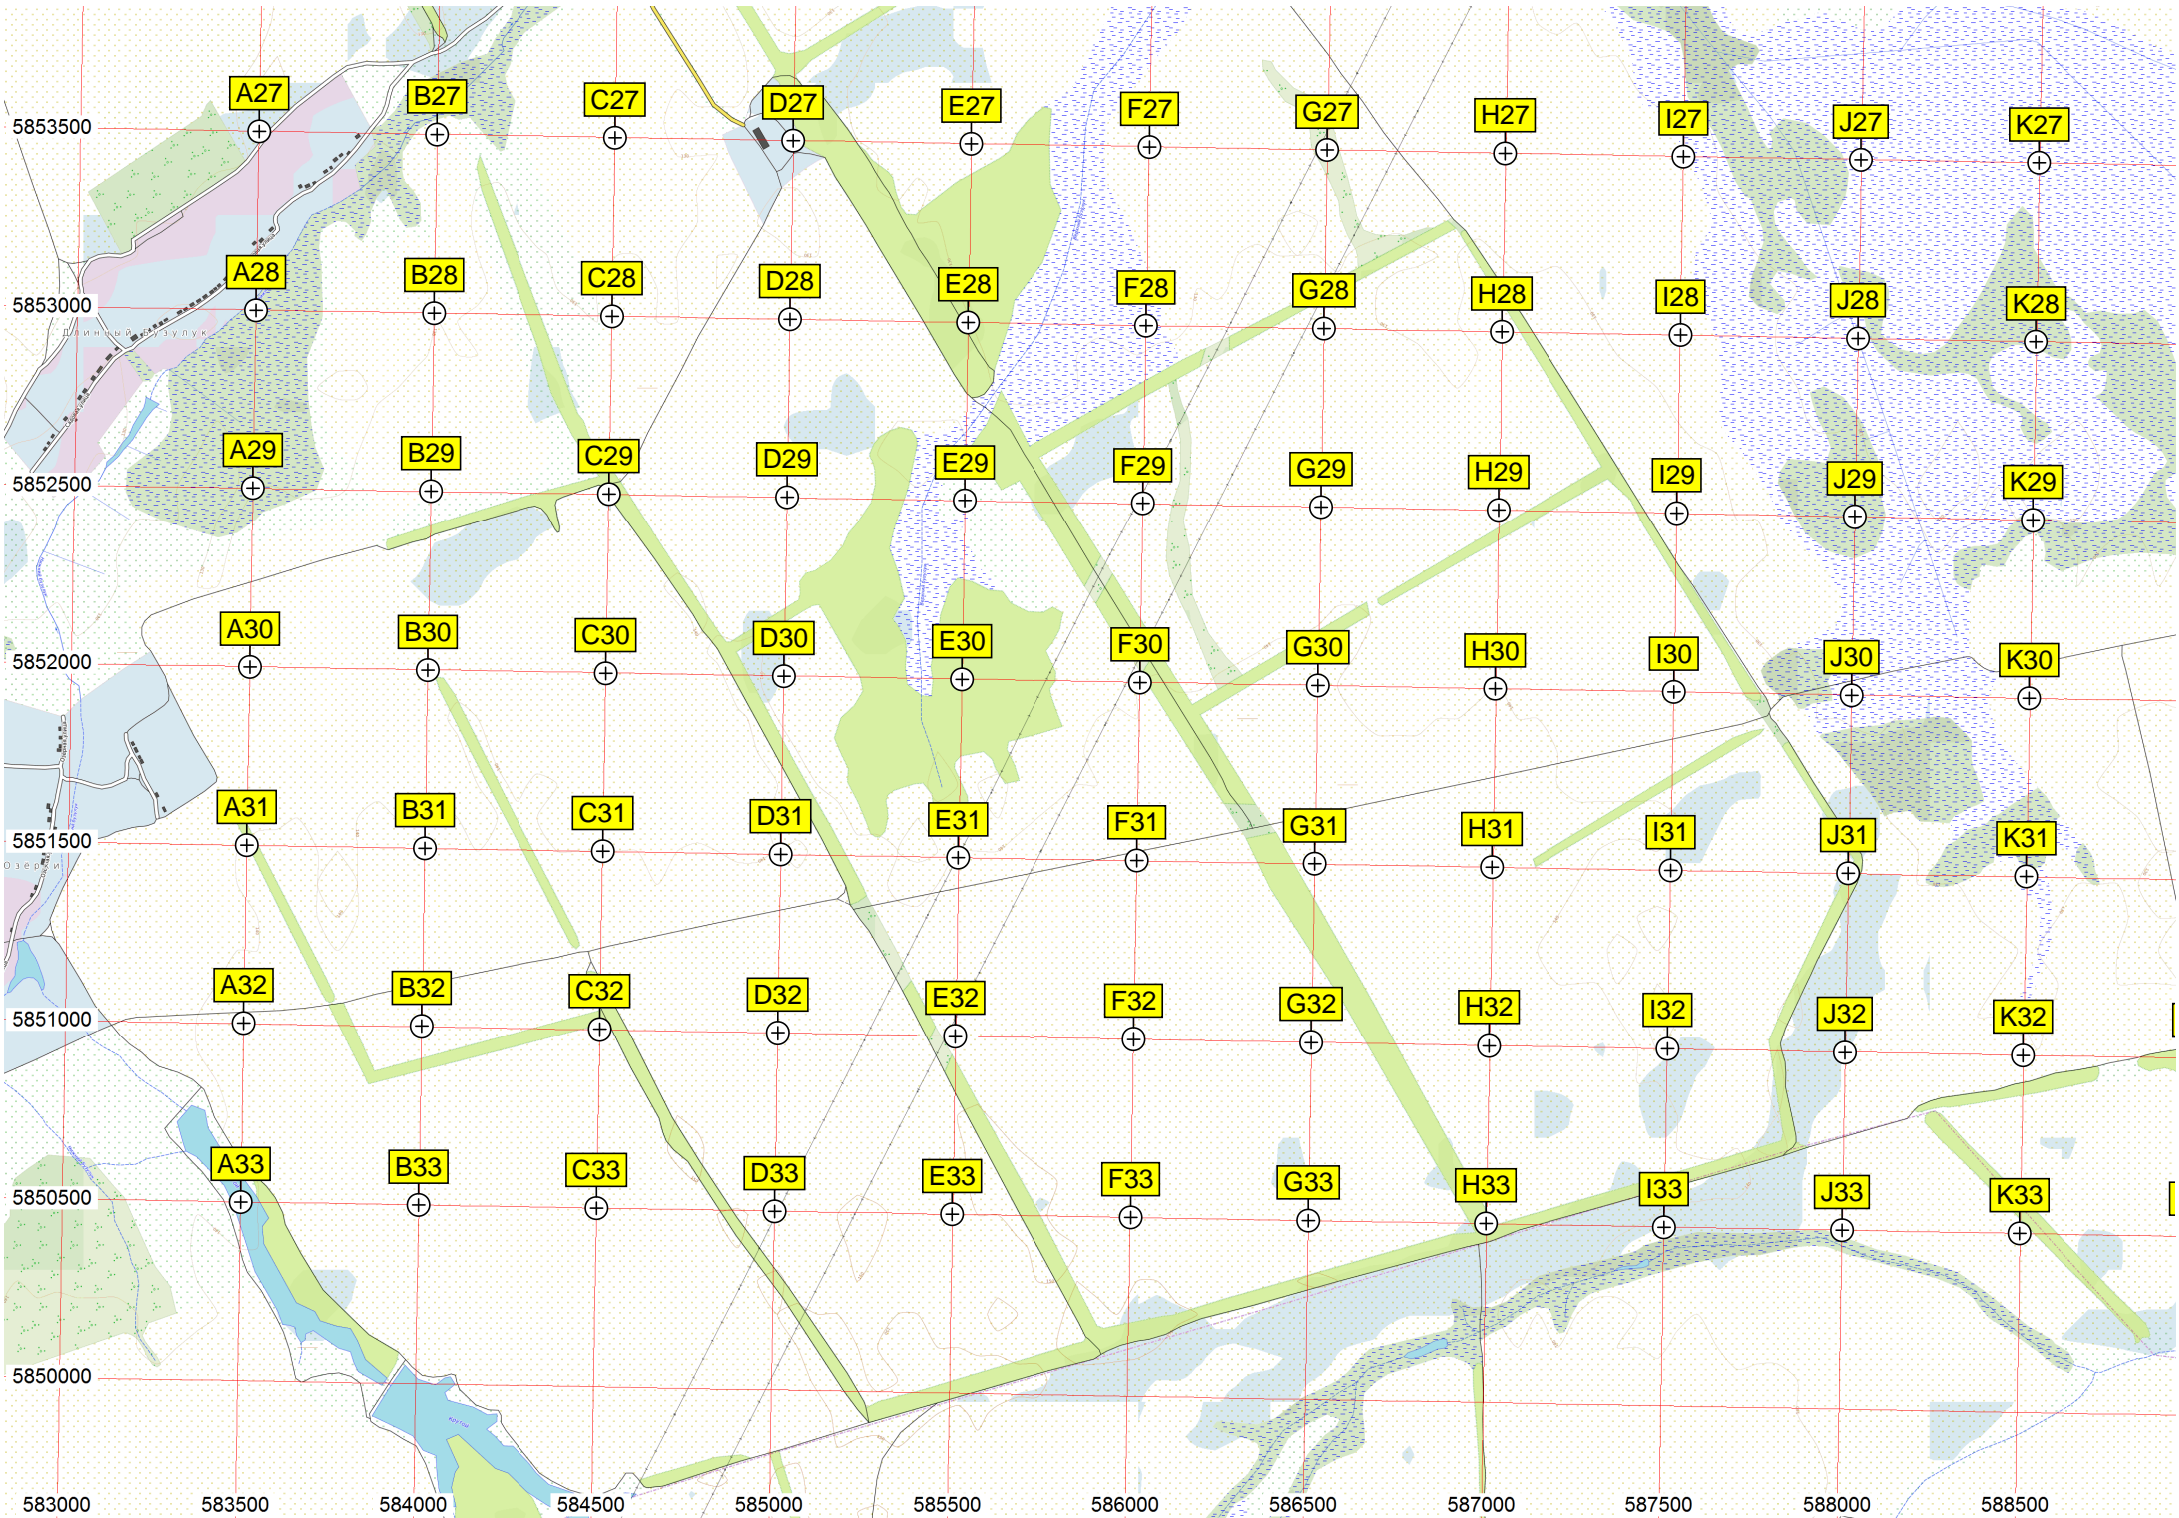 A27 B27 C27 D27 E27 F27 G27 H27 I27 J27 K27
5853500
A28 B28 C28 D28 E28 F28 G28 H28 I28 J28 K28
5853000
Длинный Бузулук
A29 B29 C29 D29 E29 F29 G29 H29 I29 J29 K29
5852500
A30 B30 C30 D30 E30 F30 G30 H30 I30 J30 K30
5852000
A31 B31 C31 D31 E31 F31 G31 H31 I31 J31 K31
5851500
A32 B32 C32 D32 E32 F32 G32 H32 I32 J32 K32
5851000
A33 B33 C33 D33 E33 F33 G33 H33 I33 J33 K33
5850500
5850000
583000 583500 584000 584500 585000 585500 586000 586500 587000 587500 588000 588500